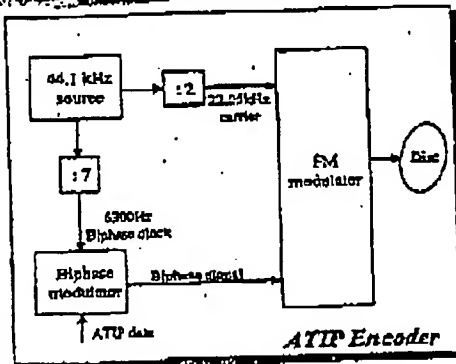 44.1 kHz
source
:2
22.05kHz
carrier
FM
modulator
Disc
:7
6300Hz
Biphase clock
Biphase
modulator
Biphase signal
ATIP data
ATIP Encoder